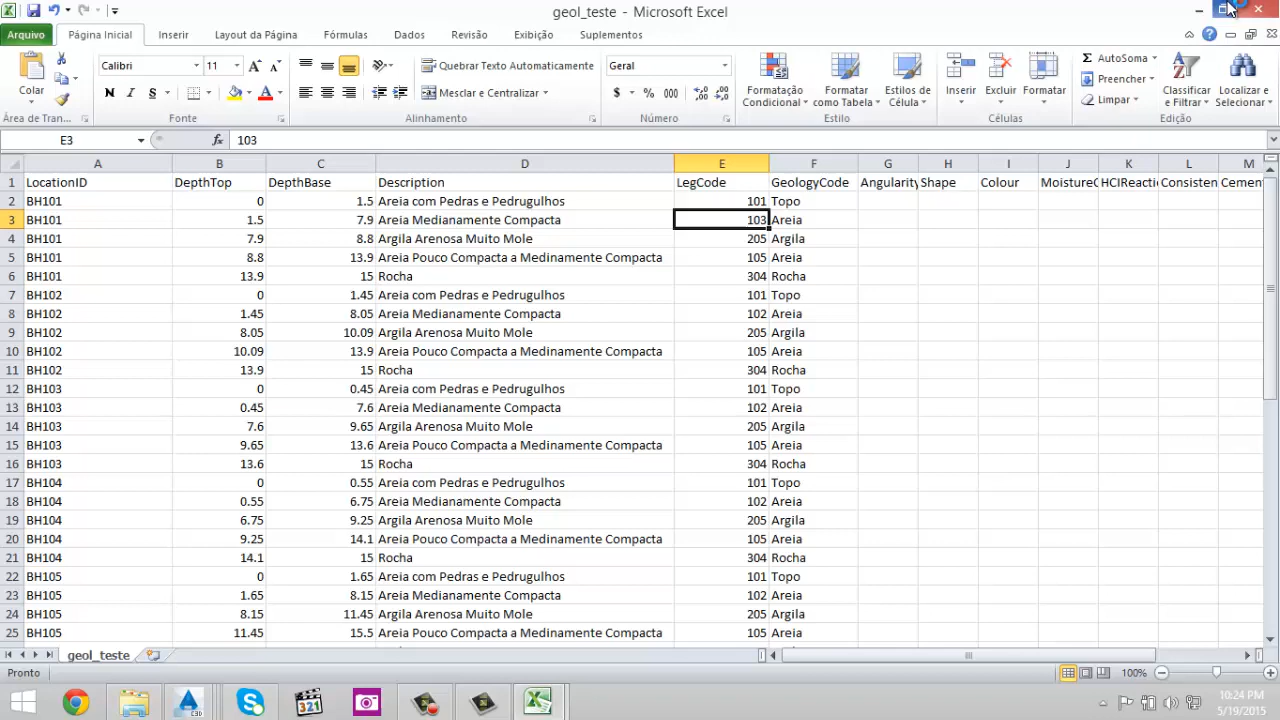 geol_teste - Microsoft Excel
Arquivo Página Inicial Inserir Layout da Página Fórmulas Dados Revisão Exibição Suplementos
Colar
Área de Tran...
Calibri 11
N I S
Fonte
Quebrar Texto Automaticamente
Mesclar e Centralizar
Alinhamento
Geral
$ % 000
Número
Formatação Condicional
Formatar como Tabela
Estilos de Célula
Estilo
Inserir Excluir Formatar
Células
AutoSoma
Preencher
Limpar
Classificar e Filtrar
Localizar e Selecionar
Edição
E3 fx 103
A B C D E F G H I J K L M
1 LocationID DepthTop DepthBase Description LegCode GeologyCode Angularity Shape Colour MoistureC HCIReacti Consisten Cement
2 BH101 0 1.5 Areia com Pedras e Pedrugulhos 101 Topo
3 BH101 1.5 7.9 Areia Medianamente Compacta 103 Areia
4 BH101 7.9 8.8 Argila Arenosa Muito Mole 205 Argila
5 BH101 8.8 13.9 Areia Pouco Compacta a Medinamente Compacta 105 Areia
6 BH101 13.9 15 Rocha 304 Rocha
7 BH102 0 1.45 Areia com Pedras e Pedrugulhos 101 Topo
8 BH102 1.45 8.05 Areia Medianamente Compacta 102 Areia
9 BH102 8.05 10.09 Argila Arenosa Muito Mole 205 Argila
10 BH102 10.09 13.9 Areia Pouco Compacta a Medinamente Compacta 105 Areia
11 BH102 13.9 15 Rocha 304 Rocha
12 BH103 0 0.45 Areia com Pedras e Pedrugulhos 101 Topo
13 BH103 0.45 7.6 Areia Medianamente Compacta 102 Areia
14 BH103 7.6 9.65 Argila Arenosa Muito Mole 205 Argila
15 BH103 9.65 13.6 Areia Pouco Compacta a Medinamente Compacta 105 Areia
16 BH103 13.6 15 Rocha 304 Rocha
17 BH104 0 0.55 Areia com Pedras e Pedrugulhos 101 Topo
18 BH104 0.55 6.75 Areia Medianamente Compacta 102 Areia
19 BH104 6.75 9.25 Argila Arenosa Muito Mole 205 Argila
20 BH104 9.25 14.1 Areia Pouco Compacta a Medinamente Compacta 105 Areia
21 BH104 14.1 15 Rocha 304 Rocha
22 BH105 0 1.65 Areia com Pedras e Pedrugulhos 101 Topo
23 BH105 1.65 8.15 Areia Medianamente Compacta 102 Areia
24 BH105 8.15 11.45 Argila Arenosa Muito Mole 205 Argila
25 BH105 11.45 15.5 Areia Pouco Compacta a Medinamente Compacta 105 Areia
geol_teste
Pronto 100%
C3D
321
10:24 PM
5/19/2015